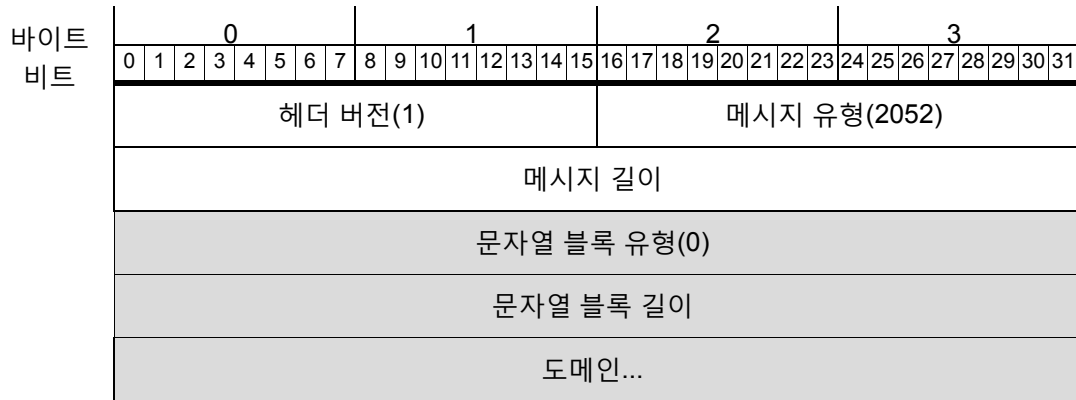 바이트 0 1 2 3
비트 0 1 2 3 4 5 6 7 8 9 10 11 12 13 14 15 16 17 18 19 20 21 22 23 24 25 26 27 28 29 30 31
헤더 버전(1) 메시지 유형(2052)
메시지 길이
문자열 블록 유형(0)
문자열 블록 길이
도메인...